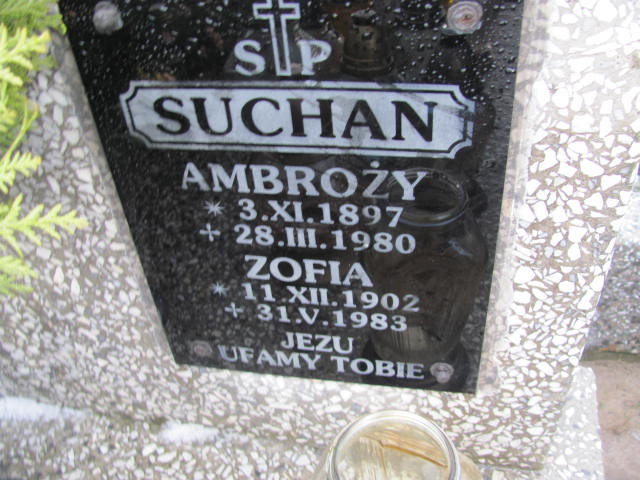 S P
SUCHAN
AMBROŻY
* 3.XI.1897
+ 28.III.1980
ZOFIA
* 11.XII.1902
+ 31.V.1983
JEZU
UFAMY TOBIE